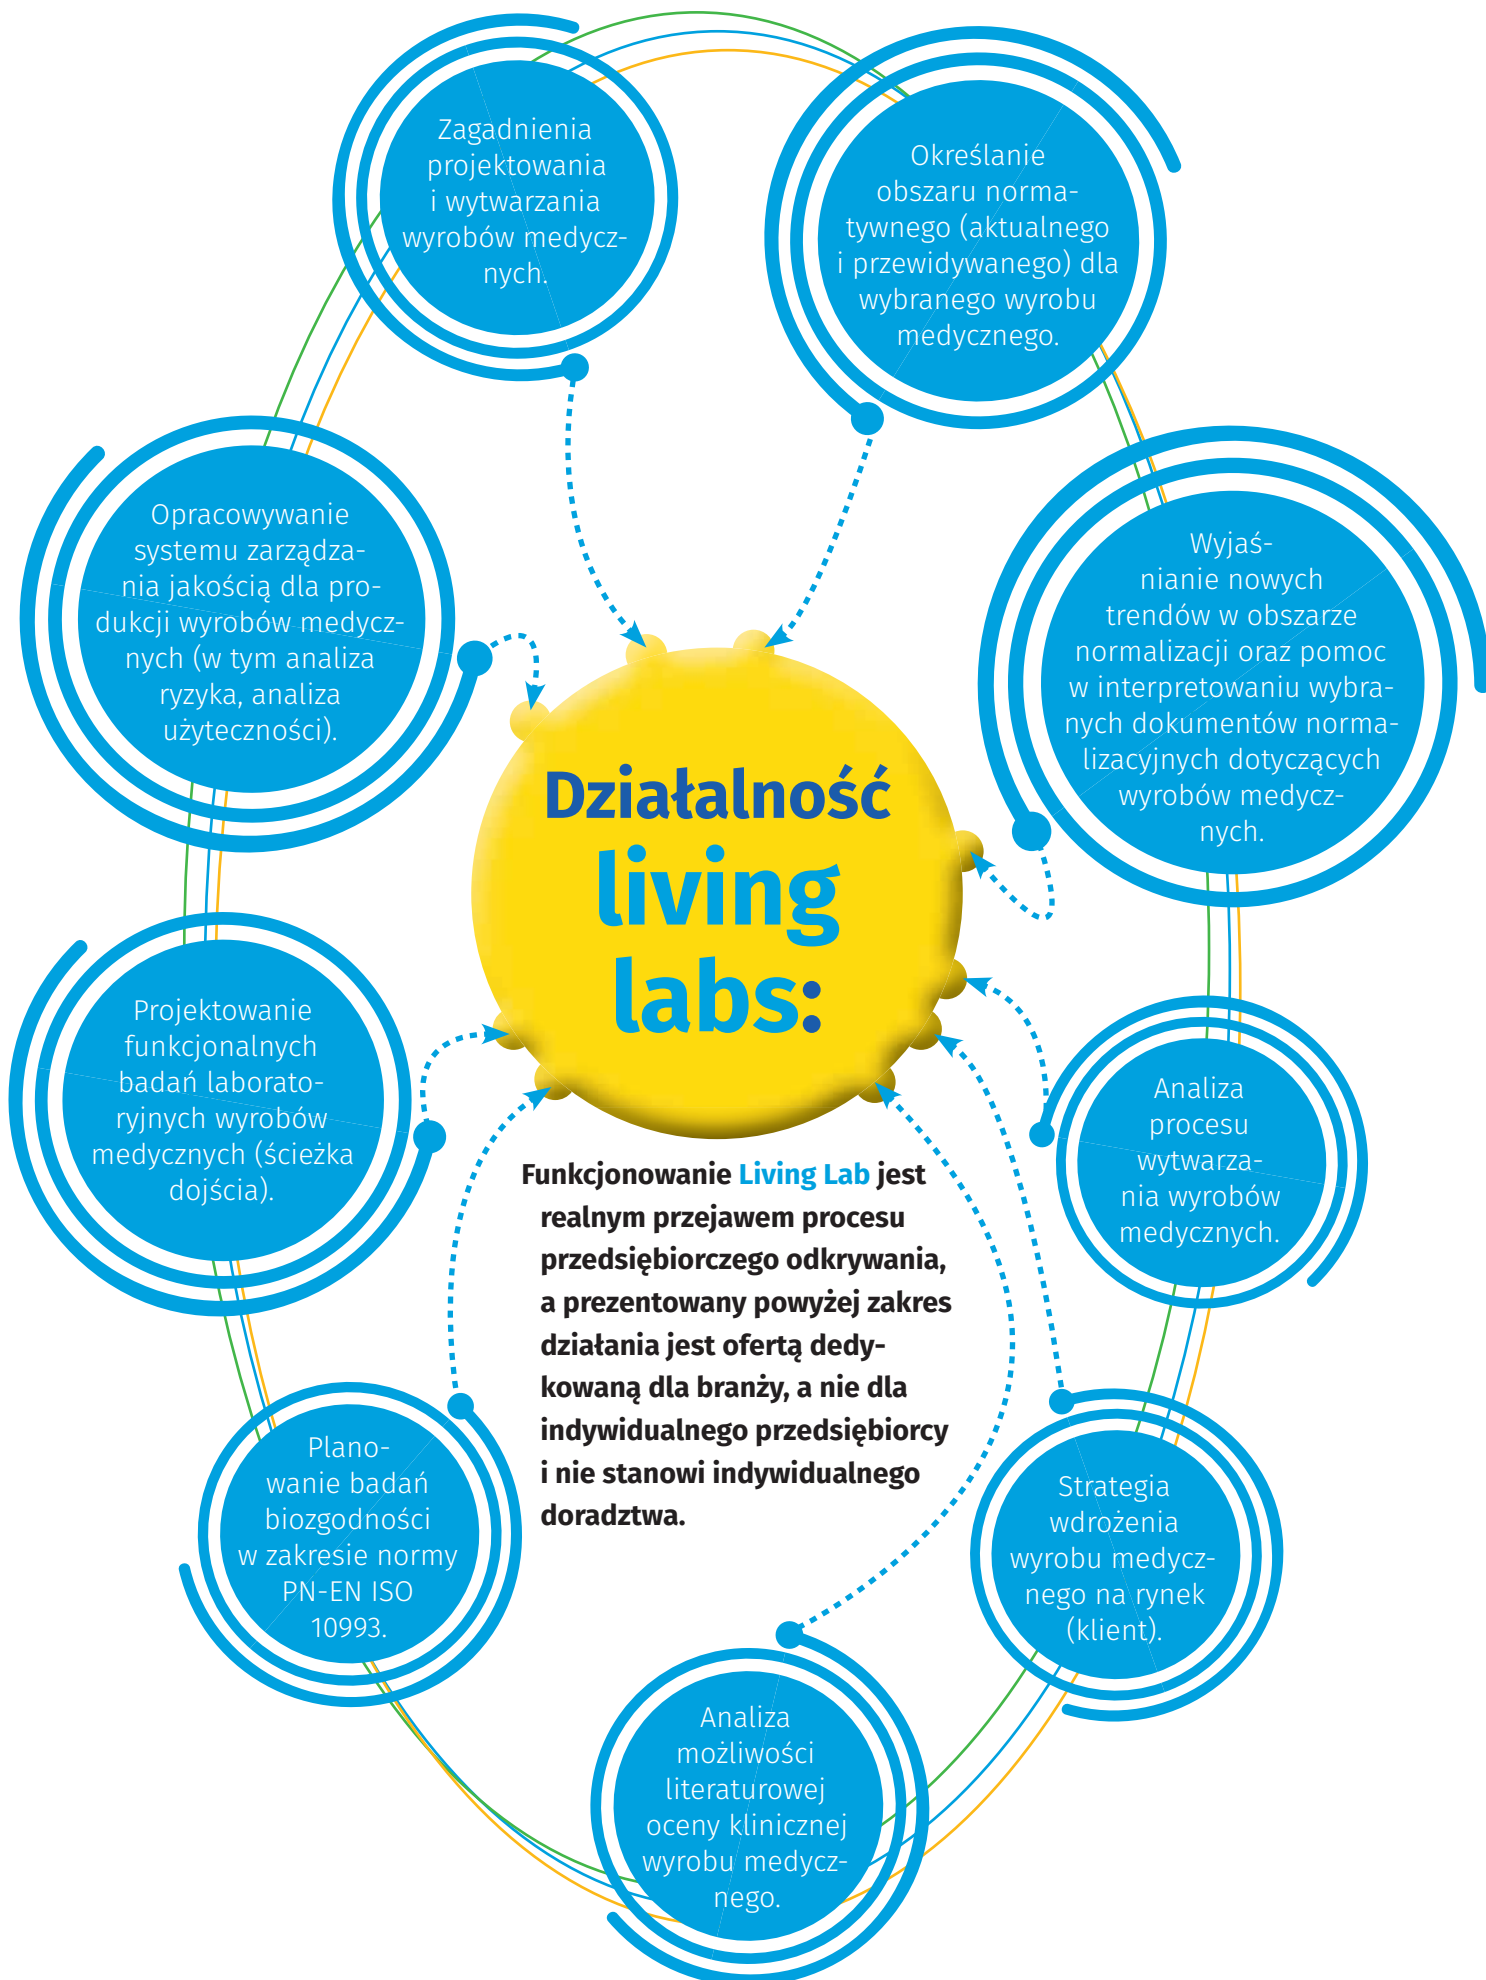 Zagadnienia
projektowania
i wytwarzania
wyrobów medycz-
nych.
Określanie
obszaru norma-
tywnego (aktualnego
i przewidywanego) dla
wybranego wyrobu
medycznego.
Opracowywanie
systemu zarządza-
nia jakością dla pro-
dukcji wyrobów medycz-
nych (w tym analiza
ryzyka, analiza
użyteczności).
Wyjaś-
nianie nowych
trendów w obszarze
normalizacji oraz pomoc
w interpretowaniu wybra-
nych dokumentów norma-
lizacyjnych dotyczących
wyrobów medycz-
nych.
Działalność
living
labs:
Projektowanie
funkcjonalnych
badań laborato-
ryjnych wyrobów
medycznych (ścieżka
dojścia).
Analiza
procesu
wytwarza-
nia wyrobów
medycznych.
Funkcjonowanie Living Lab jest
realnym przejawem procesu
przedsiębiorczego odkrywania,
a prezentowany powyżej zakres
działania jest ofertą dedy-
kowaną dla branży, a nie dla
indywidualnego przedsiębiorcy
i nie stanowi indywidualnego
doradztwa.
Plano-
wanie badań
biozgodności
w zakresie normy
PN-EN ISO
10993.
Strategia
wdrożenia
wyrobu medycz-
nego na rynek
(klient).
Analiza
możliwości
literaturowej
oceny klinicznej
wyrobu medycz-
nego.